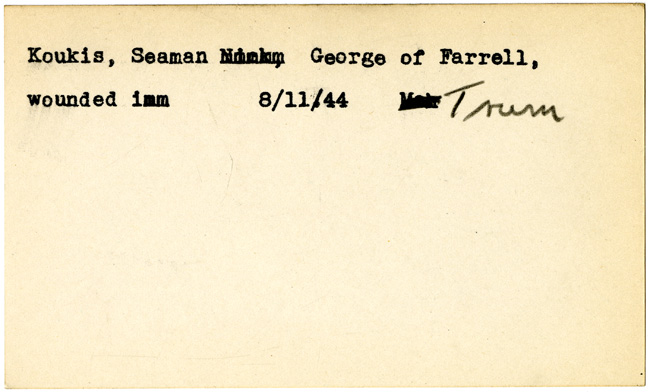 Koukis, Seaman George of Farrell,
wounded imm 8/11/44 Trum